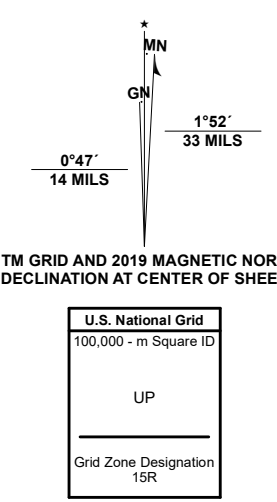 ★
MN
GN
1°52´
33 MILS
0°47´
14 MILS
TM GRID AND 2019 MAGNETIC NOR
DECLINATION AT CENTER OF SHEE
U.S. National Grid
100,000 - m Square ID
UP
Grid Zone Designation
15R